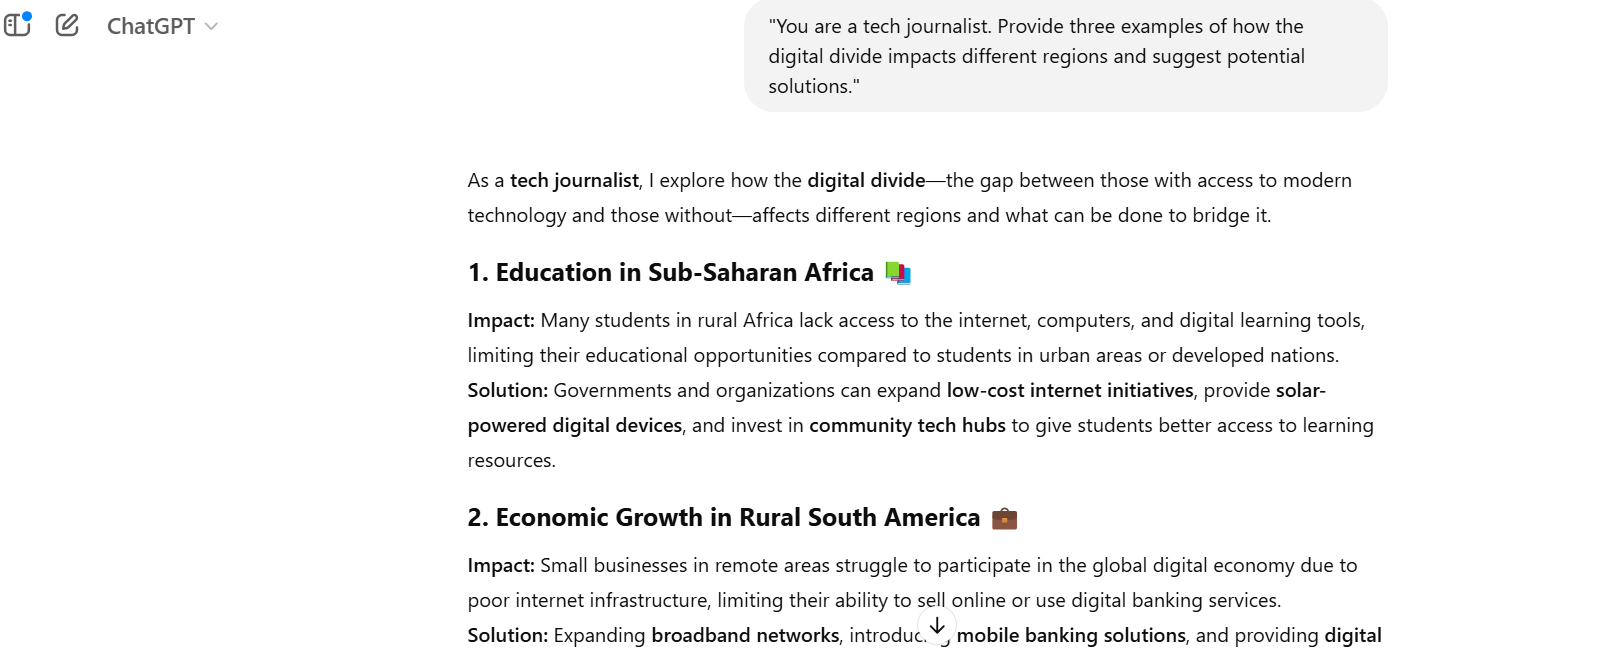 ChatGPT
"You are a tech journalist. Provide three examples of how the
digital divide impacts different regions and suggest potential
solutions."
As a tech journalist, I explore how the digital divide—the gap between those with access to modern
technology and those without—affects different regions and what can be done to bridge it.
1. Education in Sub-Saharan Africa
Impact: Many students in rural Africa lack access to the internet, computers, and digital learning tools,
limiting their educational opportunities compared to students in urban areas or developed nations.
Solution: Governments and organizations can expand low-cost internet initiatives, provide solar-
powered digital devices, and invest in community tech hubs to give students better access to learning
resources.
2. Economic Growth in Rural South America
Impact: Small businesses in remote areas struggle to participate in the global digital economy due to
poor internet infrastructure, limiting their ability to sell online or use digital banking services.
Solution: Expanding broadband networks, mobile banking solutions, and providing digital